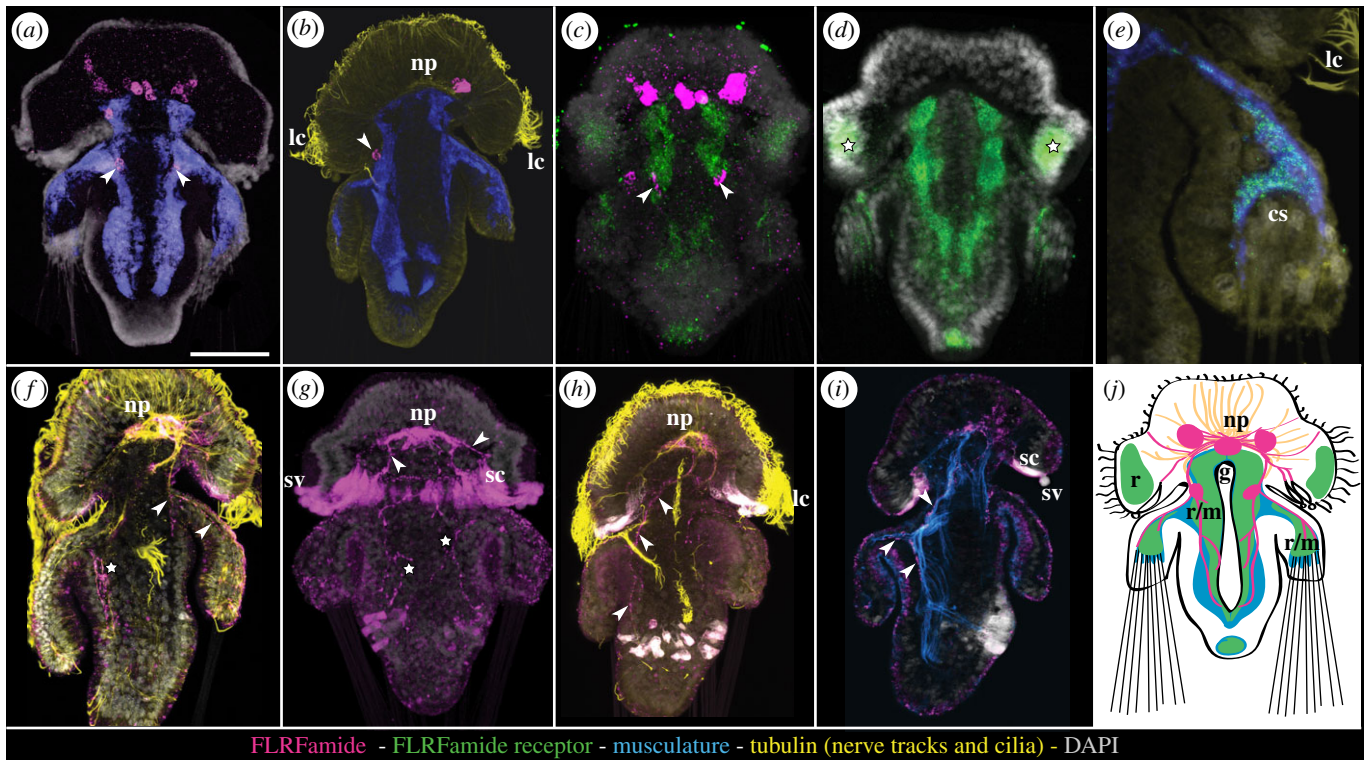 (a)
(b)
np
lc
lc
(c)
(d)
(e)
lc
cs
(f)
np
(g)
np
sv
sc
(h)
np
lc
(i)
sc
sv
(j)
np
g
r
r/m
r/m
FLRFamide - FLRFamide receptor - musculature - tubulin (nerve tracks and cilia) - DAPI